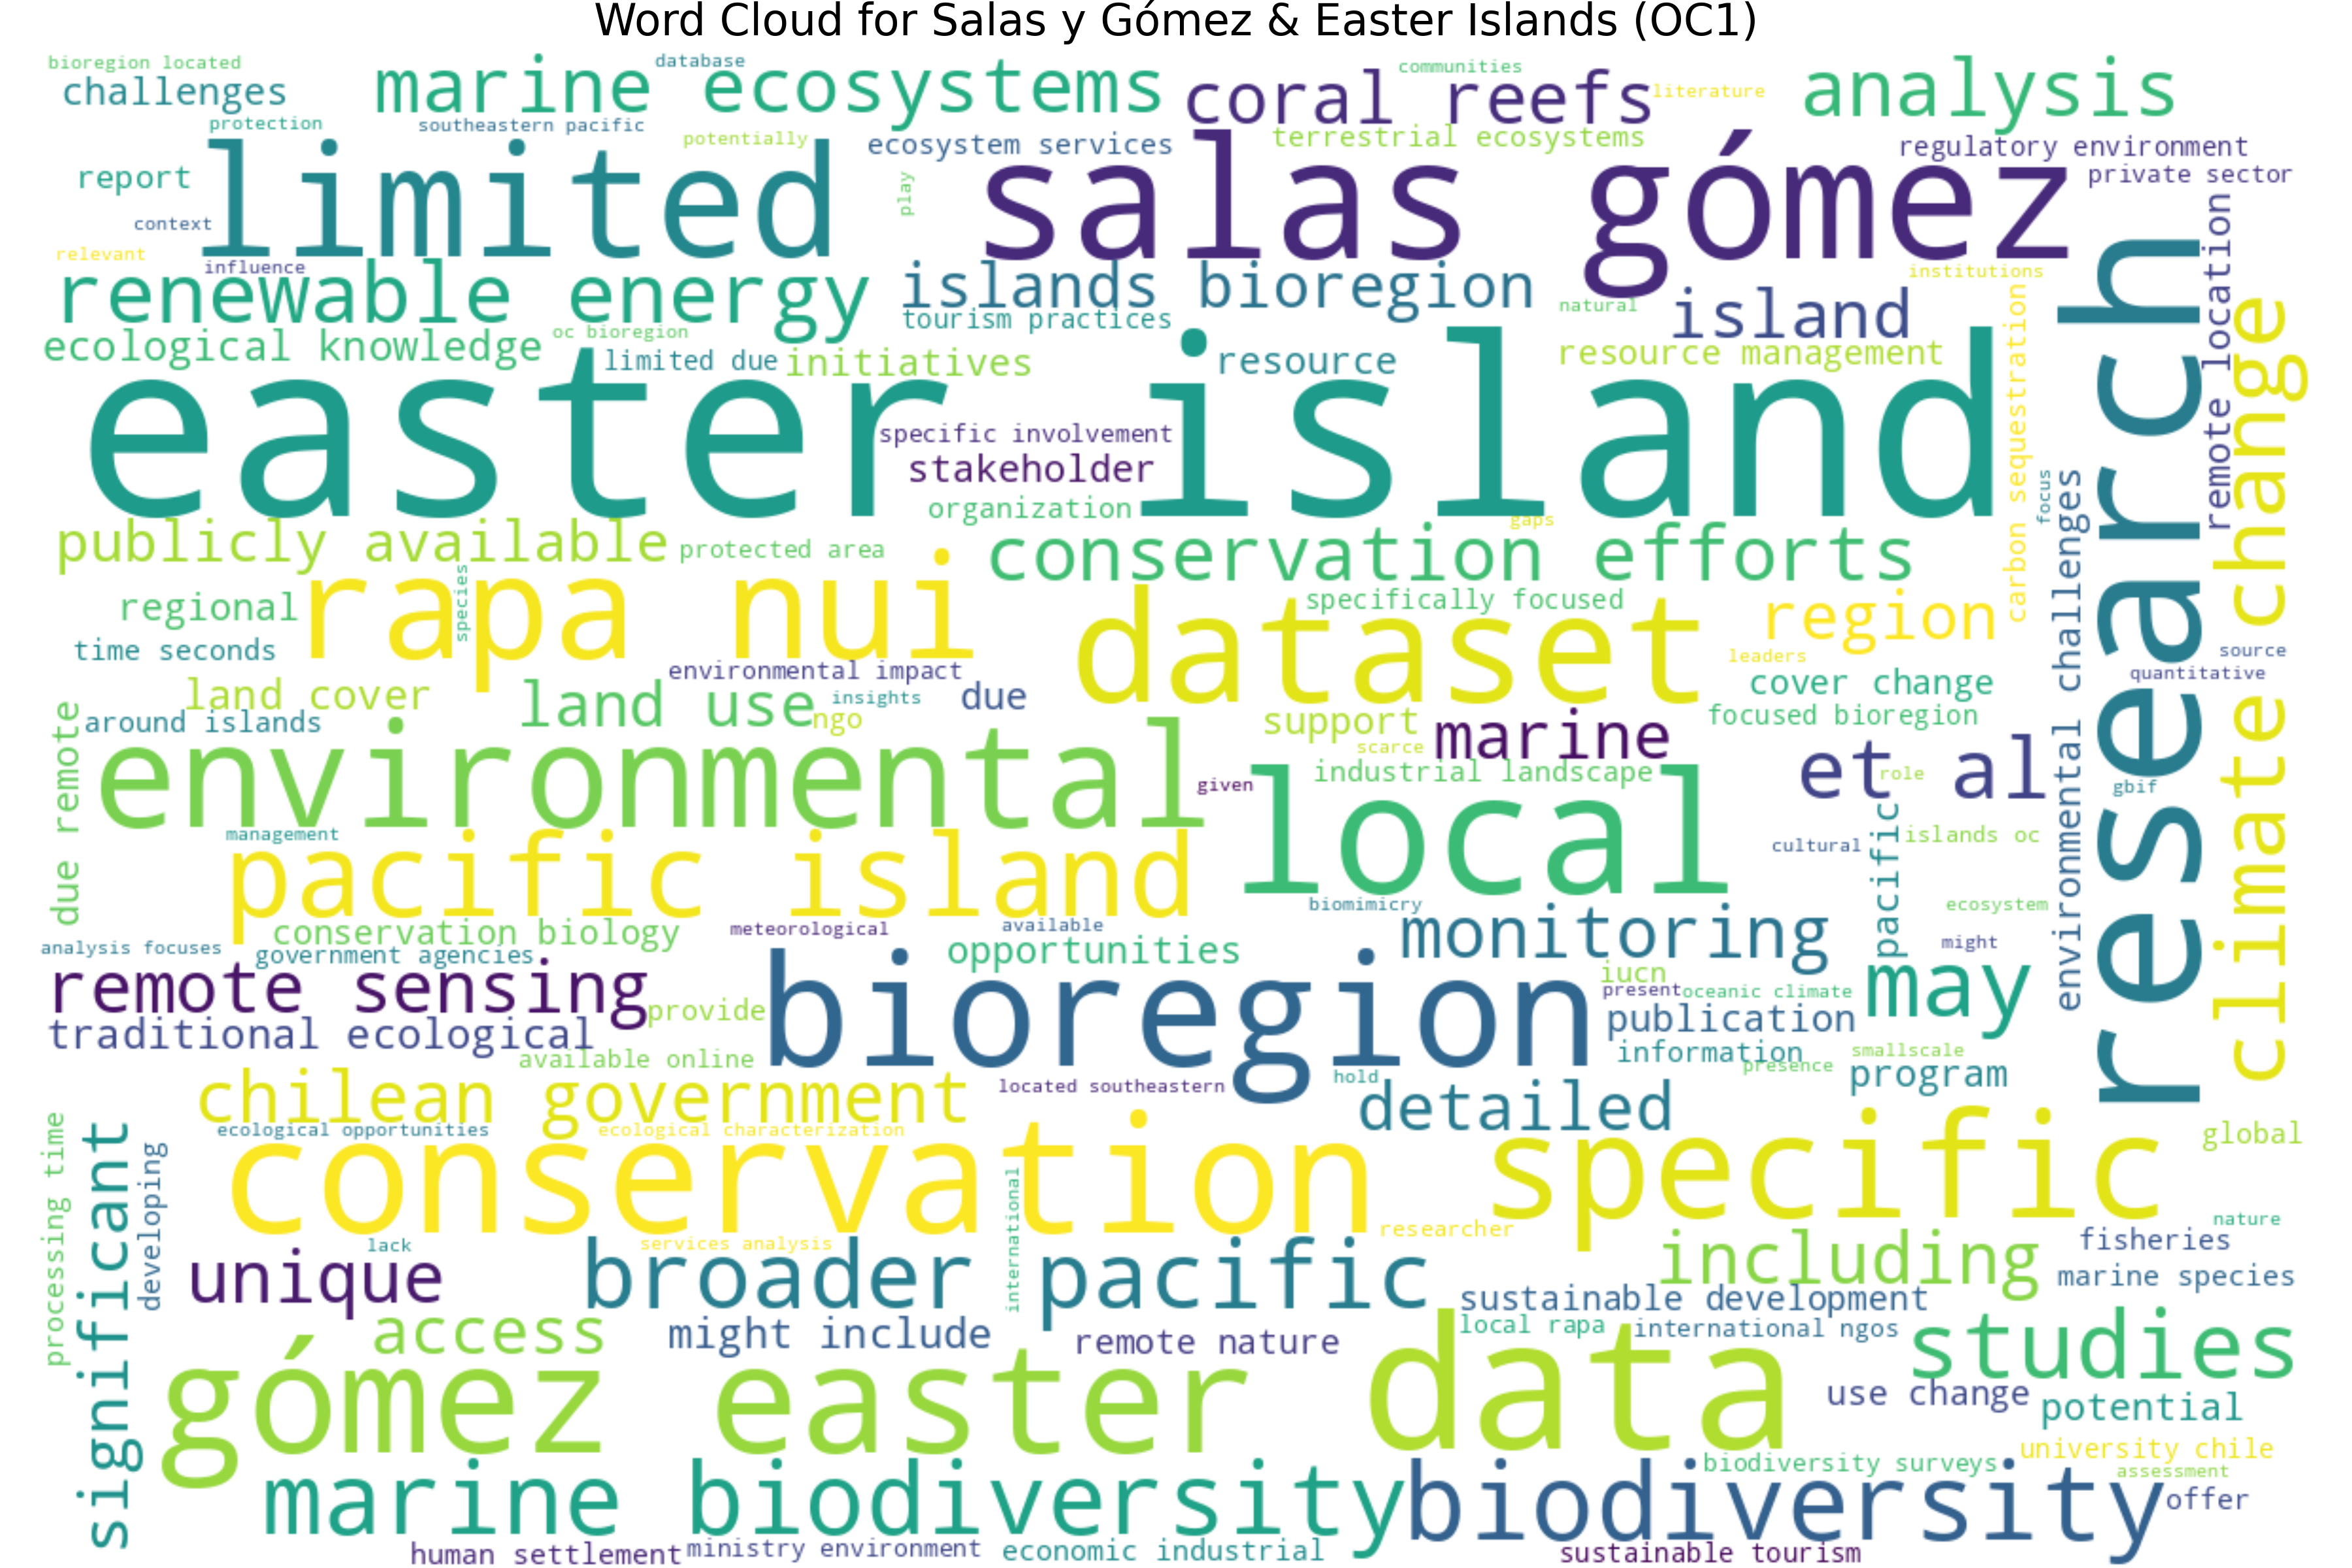 Word Cloud for Salas y Gómez & Easter Islands (OC1)
bioregion located
challenges
marine ecosystems
database
coral reefs
communities
literature
analysis
protection
southeastern pacific
potentially
ecosystem services
terrestrial ecosystems
regulatory environment
private sector
report
limited
play
salas gómez
context
relevant
influence
renewable energy
islands bioregion
tourism practices
natural
island
institutions
remote location
research
climate change
ecological knowledge
oc bioregion
limited due
initiatives
resource
resource management
carbon sequestration
easter island
specific involvement
stakeholder
organization
focus
environmental challenges
gaps
publicly available
protected area
conservation efforts
species
rapa nui
regional
time seconds
dataset
specifically focused
region
leaders
source
quantitative
environmental impact
land cover
land use
insights
ngo
due
cover change
focused bioregion
support
scarce
marine
around islands
due remote
environmental
given
industrial landscape
local
et al
role
gbif
management
pacific island
cultural
pacific
islands oc
biomimicry
monitoring
ecosystem
might
conservation biology
meteorological
available
opportunities
analysis focuses
government agencies
remote sensing
provide
bioregion
iucn
present
oceanic climate
may
publication
traditional ecological
available online
information
presence
smallscale
program
chilean government
located southeastern
hold
detailed
ecological opportunities
ecological characterization
processing time
significant
developing
conservation
international
specific
global
researcher
nature
lack
services analysis
unique
broader
pacific
including
fisheries
marine species
sustainable development
access
might include
remote nature
local rapa
international ngos
studies
gómez easter
data
use change
potential
university chile
marine biodiversity
biodiversity
biodiversity surveys
assessment
offer
human settlement
ministry environment
economic industrial
sustainable tourism